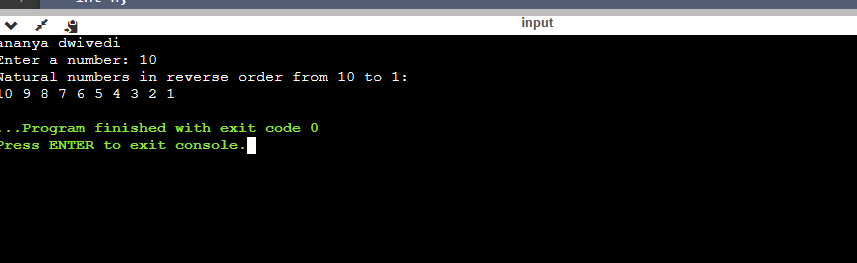 input
ananya dwivedi
Enter a number: 10
Natural numbers in reverse order from 10 to 1:
10 9 8 7 6 5 4 3 2 1
...Program finished with exit code 0
Press ENTER to exit console.